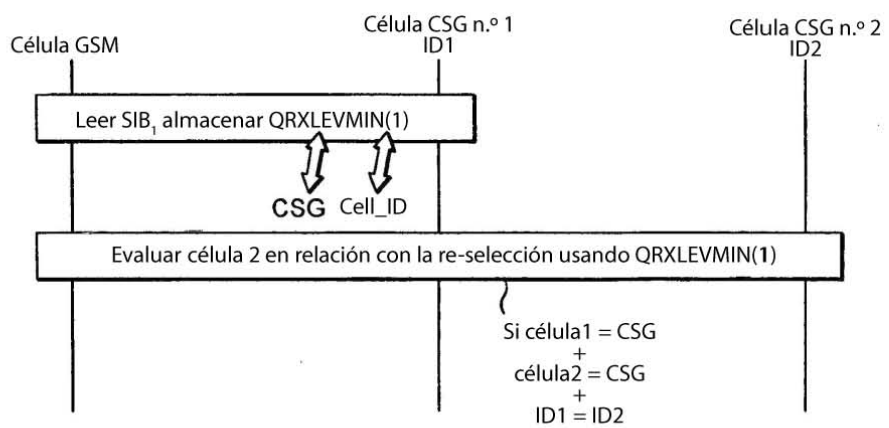 Célula GSM
Célula CSG n.º 1
ID1
Célula CSG n.º 2
ID2
Leer SIB₁ almacenar QRXLEVMIN(1)
CSG
Cell_ID
Evaluar célula 2 en relación con la re-selección usando QRXLEVMIN(1)
Si célula1 = CSG
+
célula2 = CSG
+
ID1 = ID2